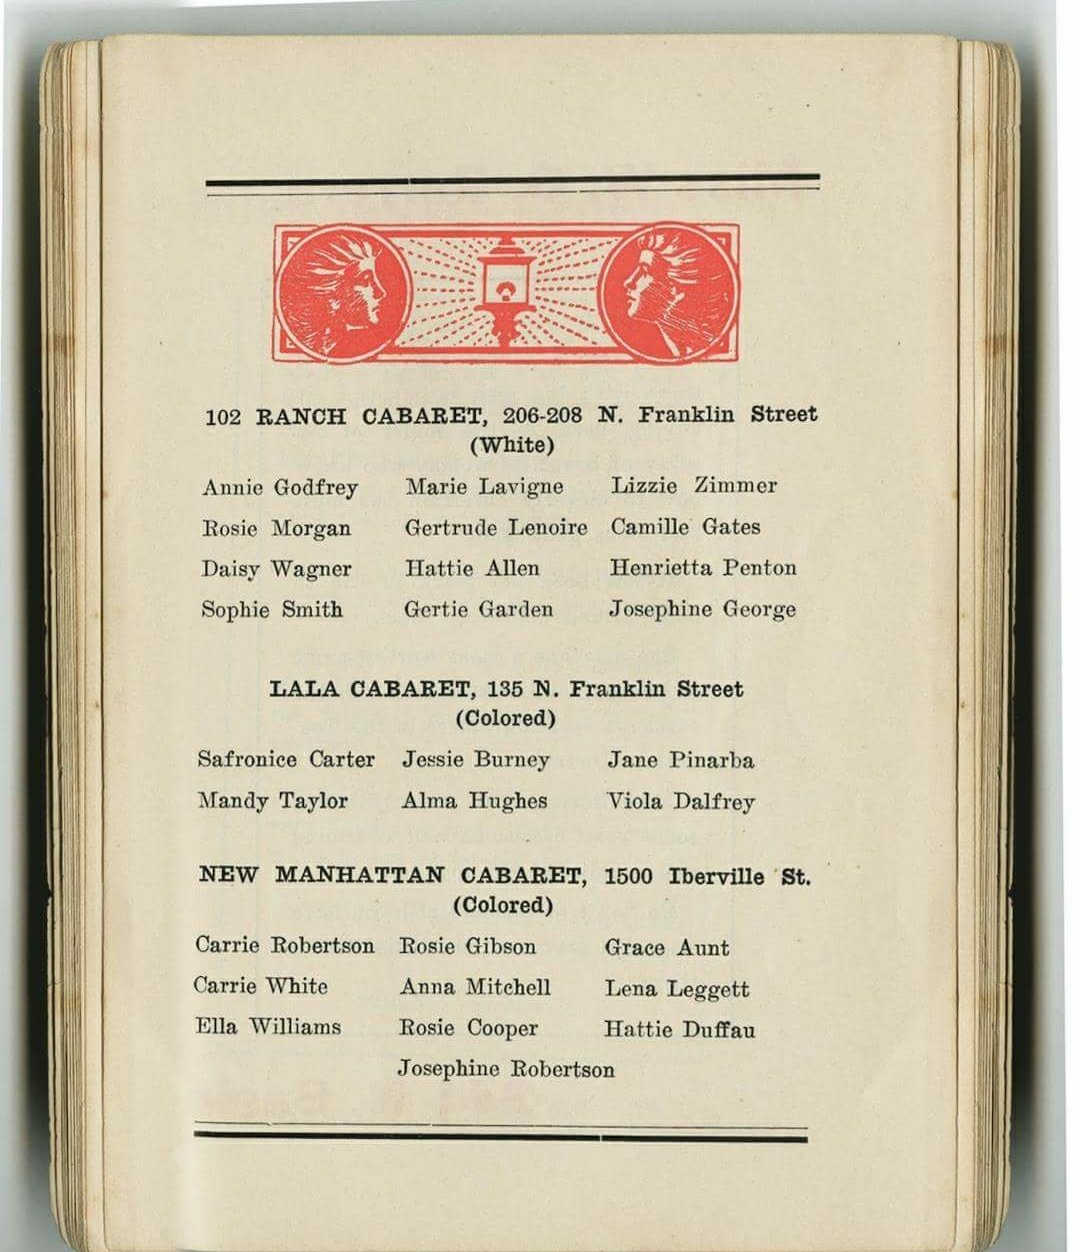 102 RANCH CABARET, 206-208 N. Franklin Street
(White)
Annie Godfrey Marie Lavigne Lizzie Zimmer
Rosie Morgan Gertrude Lenoire Camille Gates
Daisy Wagner Hattie Allen Henrietta Penton
Sophie Smith Gertie Garden Josephine George
LALA CABARET, 135 N. Franklin Street
(Colored)
Safronice Carter Jessie Burney Jane Pinarba
Mandy Taylor Alma Hughes Viola Dalfrey
NEW MANHATTAN CABARET, 1500 Iberville St.
(Colored)
Carrie Robertson Rosie Gibson Grace Aunt
Carrie White Anna Mitchell Lena Leggett
Ella Williams Rosie Cooper Hattie Duffau
Josephine Robertson